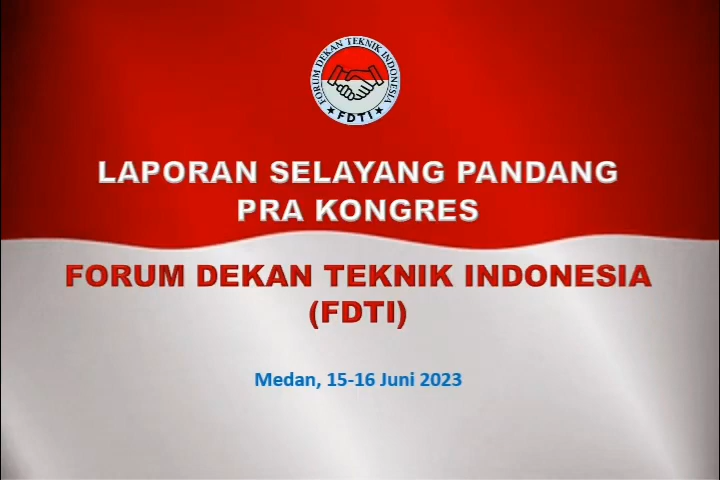 FORUM DEKAN TEKNIK INDONESIA
★ FDTI ★
LAPORAN SELAYANG PANDANG
PRA KONGRES
FORUM DEKAN TEKNIK INDONESIA
(FDTI)
Medan, 15-16 Juni 2023